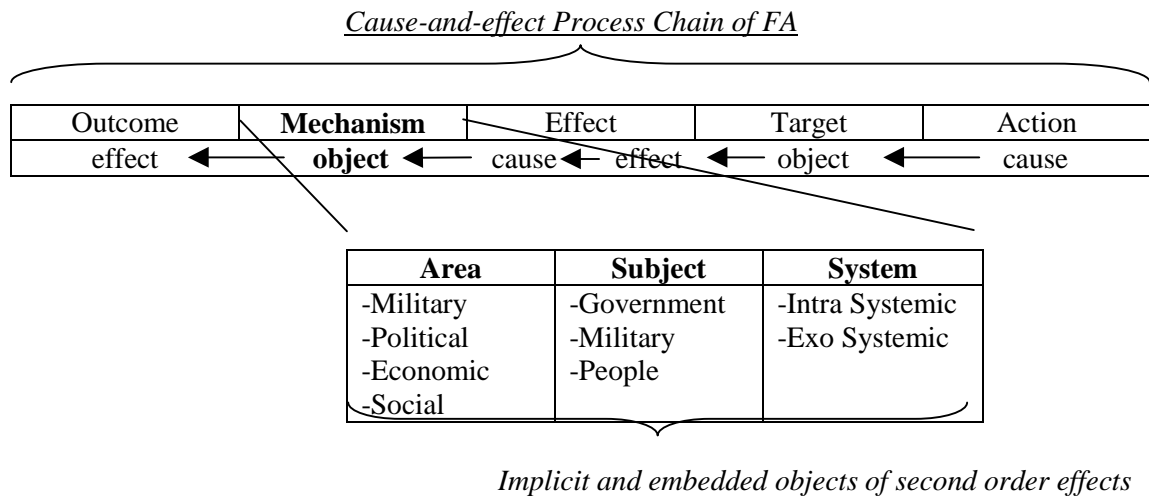 Cause-and-effect Process Chain of FA
Outcome Mechanism Effect Target Action
effect object cause effect object cause
Area Subject System
-Military -Government -Intra Systemic
-Political -Military -Exo Systemic
-Economic -People
-Social
Implicit and embedded objects of second order effects